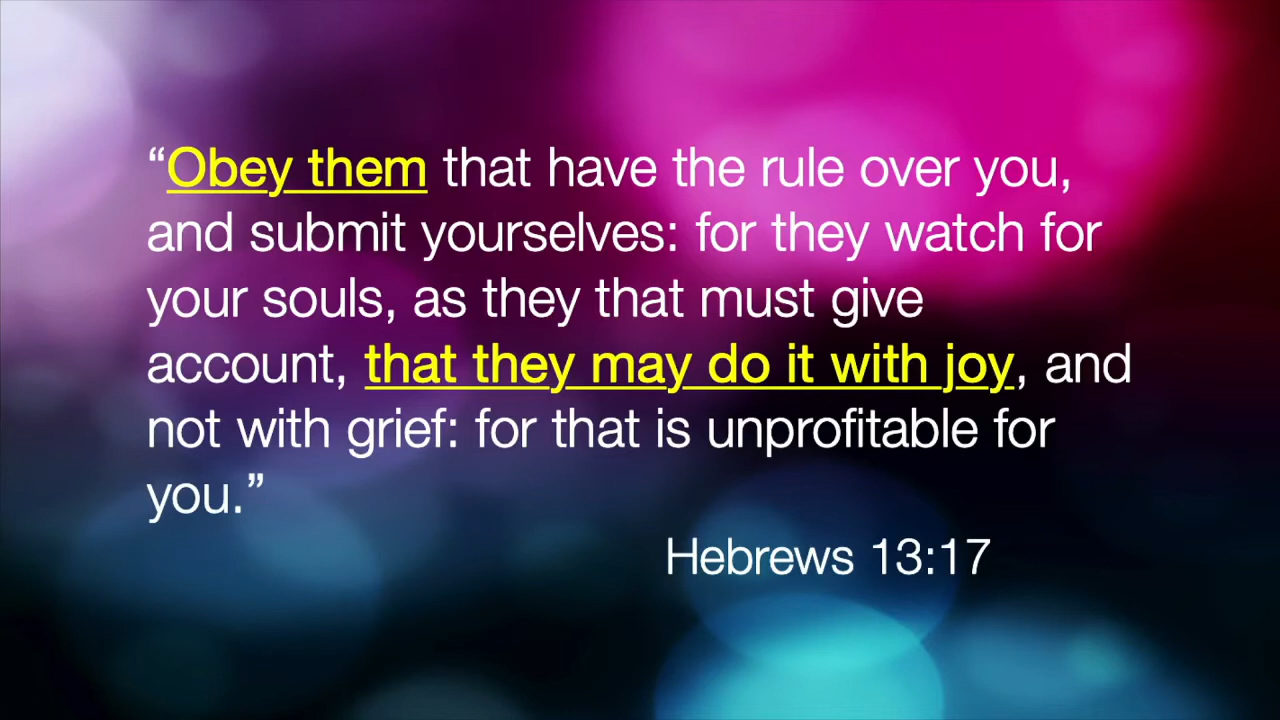 “Obey them that have the rule over you,
and submit yourselves: for they watch for
your souls, as they that must give
account, that they may do it with joy, and
not with grief: for that is unprofitable for
you.”
Hebrews 13:17